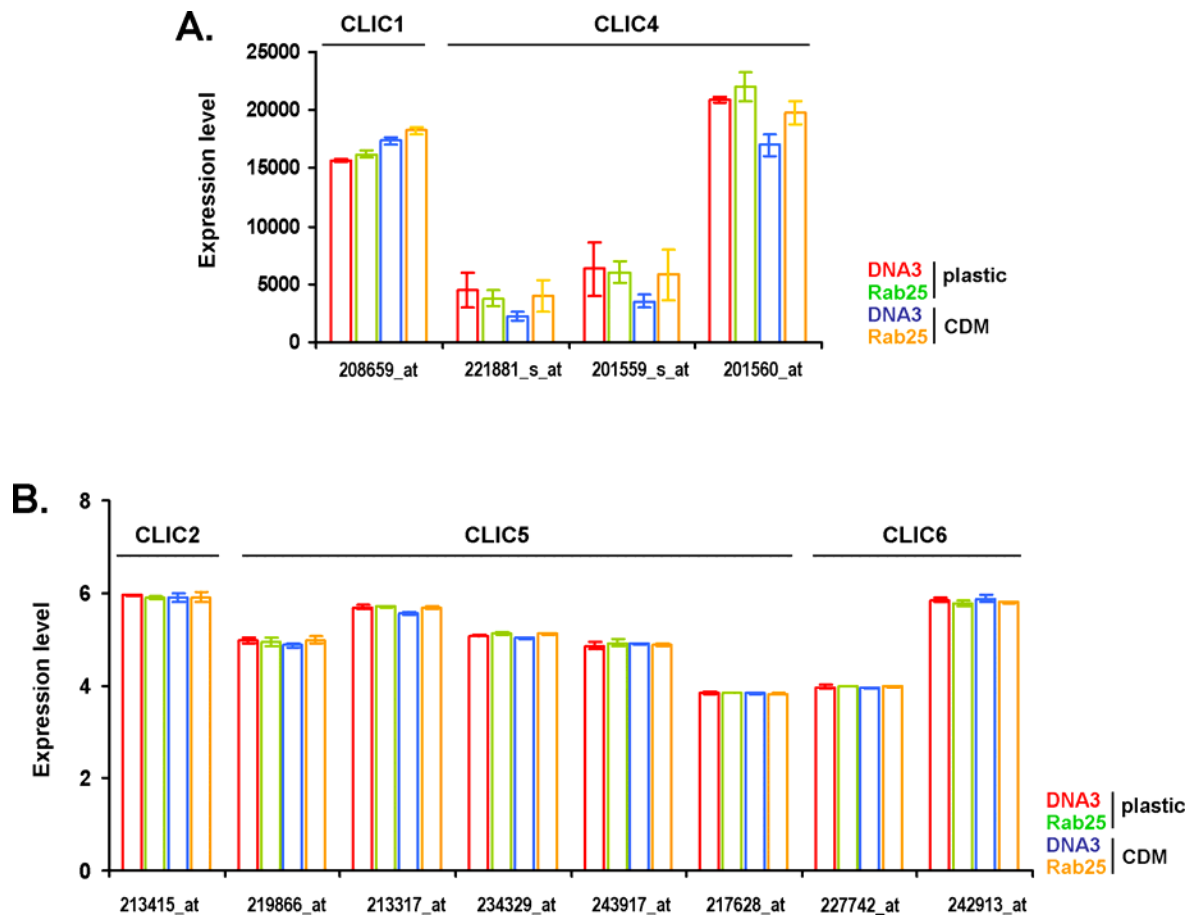 A.
CLIC1 CLIC4
Expression level
25000
20000
15000
10000
5000
0
208659_at 221881_s_at 201559_s_at 201560_at
DNA3
Rab25
plastic
DNA3
Rab25
CDM
B.
CLIC2 CLIC5 CLIC6
Expression level
8
6
4
2
0
213415_at 219866_at 213317_at 234329_at 243917_at 217628_at 227742_at 242913_at
DNA3
Rab25
plastic
DNA3
Rab25
CDM